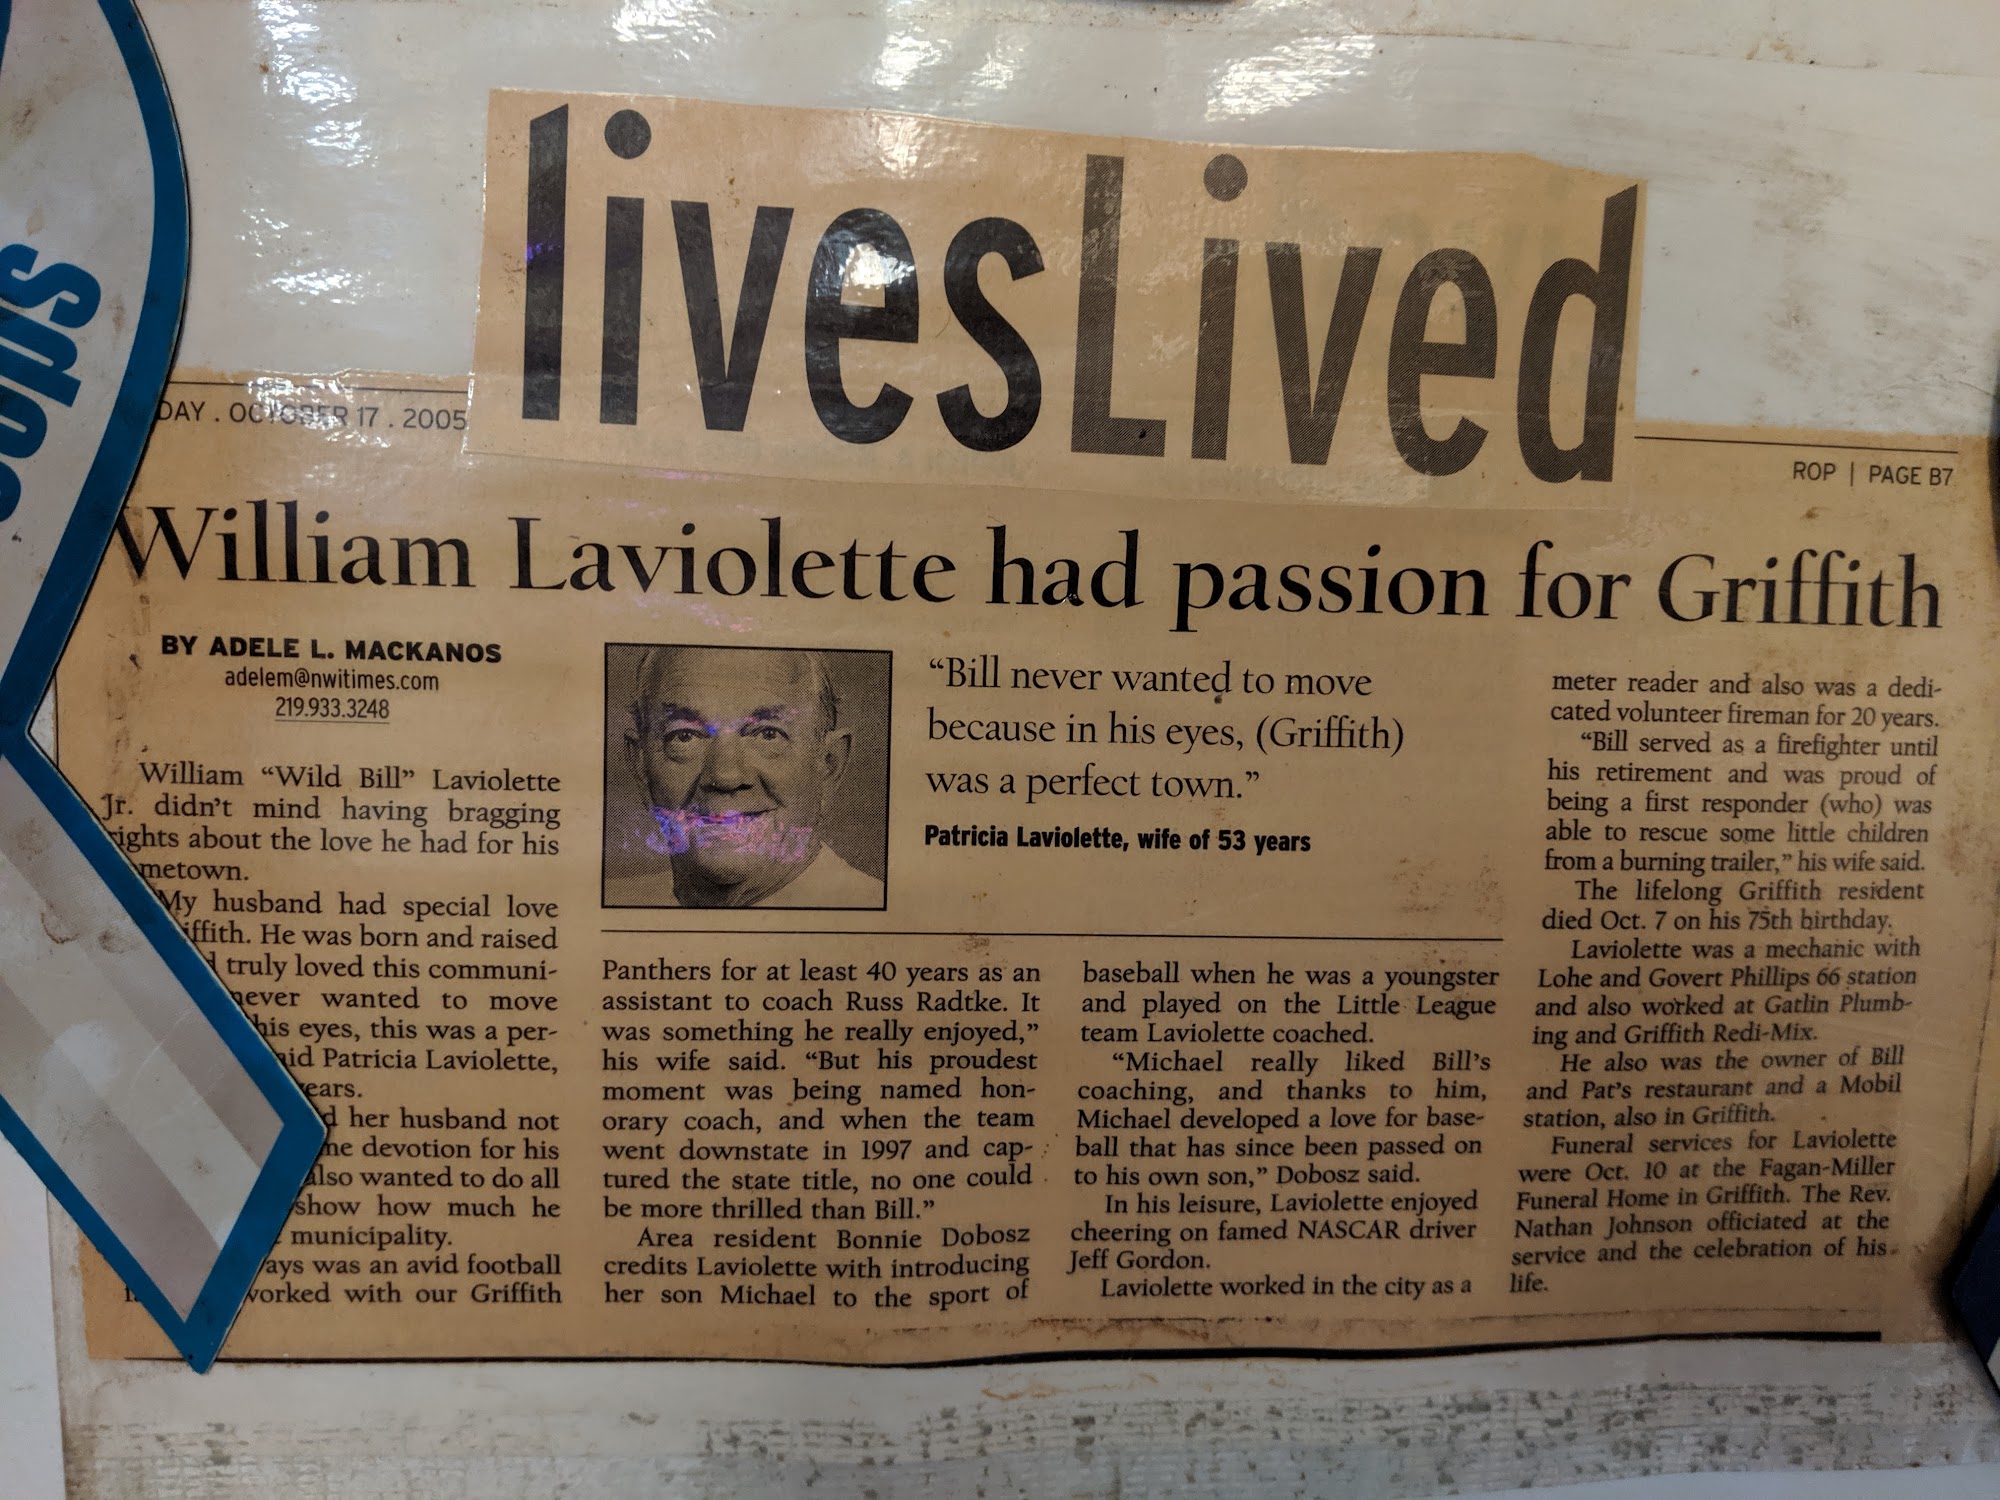 livesLived
DAY . OCTOBER 17 . 2005
ROP | PAGE B7
William Laviolette had passion for Griffith
BY ADELE L. MACKANOS
adelem@nwitimes.com
219.933.3248
William “Wild Bill” Laviolette
Jr. didn’t mind having bragging
ights about the love he had for his
metown.
My husband had special love
iffith. He was born and raised
truly loved this communi-
never wanted to move
his eyes, this was a per-
aid Patricia Laviolette,
ears.
d her husband not
me devotion for his
also wanted to do all
show how much he
municipality.
ays was an avid football
worked with our Griffith
“Bill never wanted to move
because in his eyes, (Griffith)
was a perfect town.”
Patricia Laviolette, wife of 53 years
Panthers for at least 40 years as an
assistant to coach Russ Radtke. It
was something he really enjoyed,”
his wife said. “But his proudest
moment was being named hon-
orary coach, and when the team
went downstate in 1997 and cap-
tured the state title, no one could
be more thrilled than Bill.”
Area resident Bonnie Dobosz
credits Laviolette with introducing
her son Michael to the sport of
baseball when he was a youngster
and played on the Little League
team Laviolette coached.
“Michael really liked Bill’s
coaching, and thanks to him,
Michael developed a love for base-
ball that has since been passed on
to his own son,” Dobosz said.
In his leisure, Laviolette enjoyed
cheering on famed NASCAR driver
Jeff Gordon.
Laviolette worked in the city as a
meter reader and also was a dedi-
cated volunteer fireman for 20 years.
“Bill served as a firefighter until
his retirement and was proud of
being a first responder (who) was
able to rescue some little children
from a burning trailer,” his wife said.
The lifelong Griffith resident
died Oct. 7 on his 75th birthday.
Laviolette was a mechanic with
Lohe and Govert Phillips 66 station
and also worked at Gatlin Plumb-
ing and Griffith Redi-Mix.
He also was the owner of Bill
and Pat’s restaurant and a Mobil
station, also in Griffith.
Funeral services for Laviolette
were Oct. 10 at the Fagan-Miller
Funeral Home in Griffith. The Rev.
Nathan Johnson officiated at the
service and the celebration of his
life.